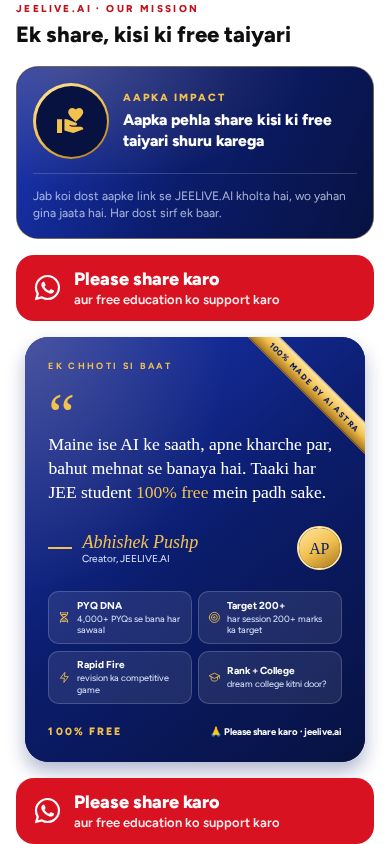 JEELIVE.AI · OUR MISSION
Ek share, kisi ki free taiyari
AAPKA IMPACT
Aapka pehla share kisi ki free
taiyari shuru karega
Jab koi dost aapke link se JEELIVE.AI kholta hai, wo yahan
gina jaata hai. Har dost sirf ek baar.
Please share karo
aur free education ko support karo
100% MADE BY AI ASTRA
EK CHHOTI SI BAAT
“
Maine ise AI ke saath, apne kharche par,
bahut mehnat se banaya hai. Taaki har
JEE student 100% free mein padh sake.
Abhishek Pushp
Creator, JEELIVE.AI
AP
PYQ DNA
4,000+ PYQs se bana har
sawaal
Target 200+
har session 200+ marks
ka target
Rapid Fire
revision ka competitive
game
Rank + College
dream college kitni door?
100% FREE
🙏 Please share karo · jeelive.ai
Please share karo
aur free education ko support karo